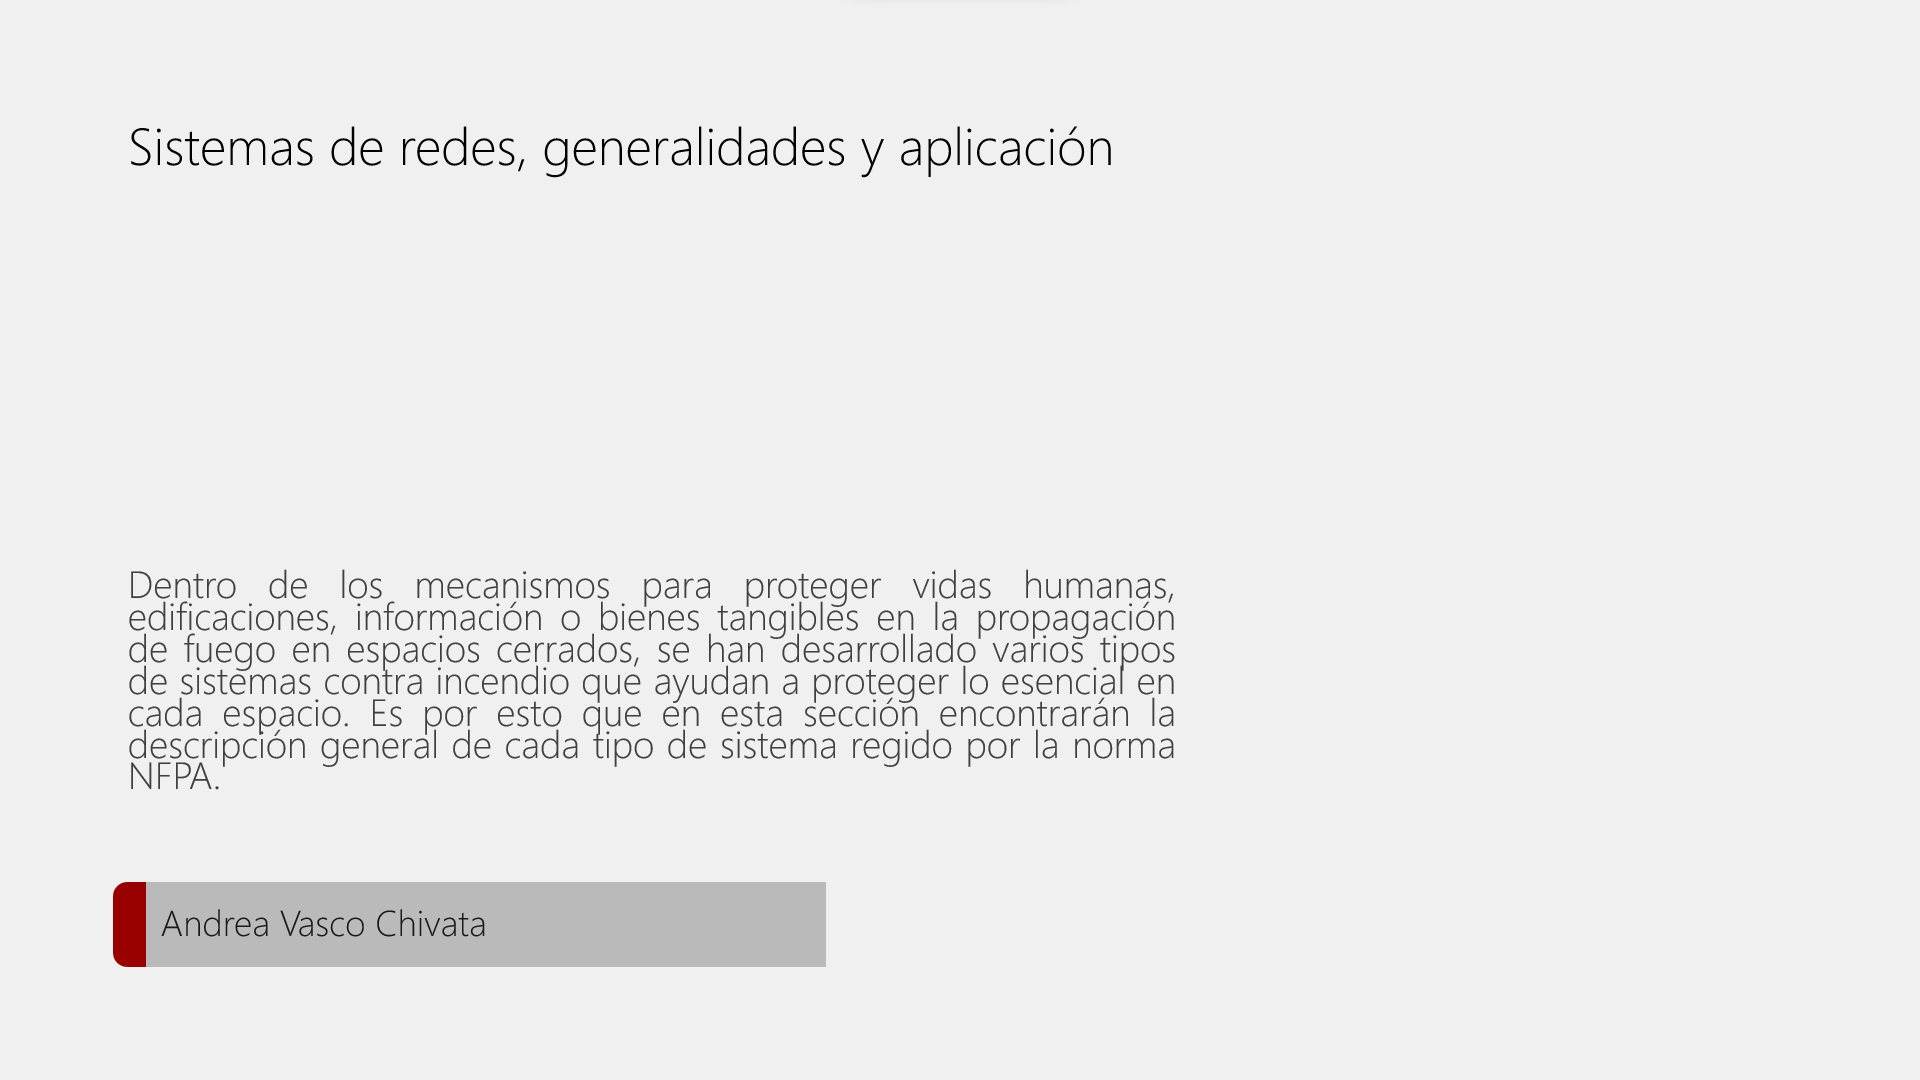 Sistemas de redes, generalidades y aplicación
Dentro de los mecanismos para proteger vidas humanas,
edificaciones, información o bienes tangibles en la propagación
de fuego en espacios cerrados, se han desarrollado varios tipos
de sistemas contra incendio que ayudan a proteger lo esencial en
cada espacio. Es por esto que en esta sección encontrarán la
descripción general de cada tipo de sistema regido por la norma
NFPA.
Andrea Vasco Chivata